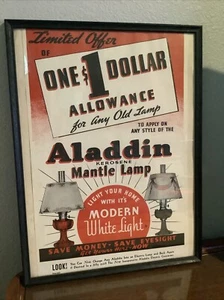 Limited Offer
OF
ONE $1 DOLLAR
ALLOWANCE
for Any Old Lamp
TO APPLY ON
ANY STYLE OF THE
Aladdin
KEROSENE
Mantle Lamp
LIGHT YOUR HOME
WITH IT'S
MODERN
White Light
SAVE MONEY - SAVE EYESIGHT
LOOK!